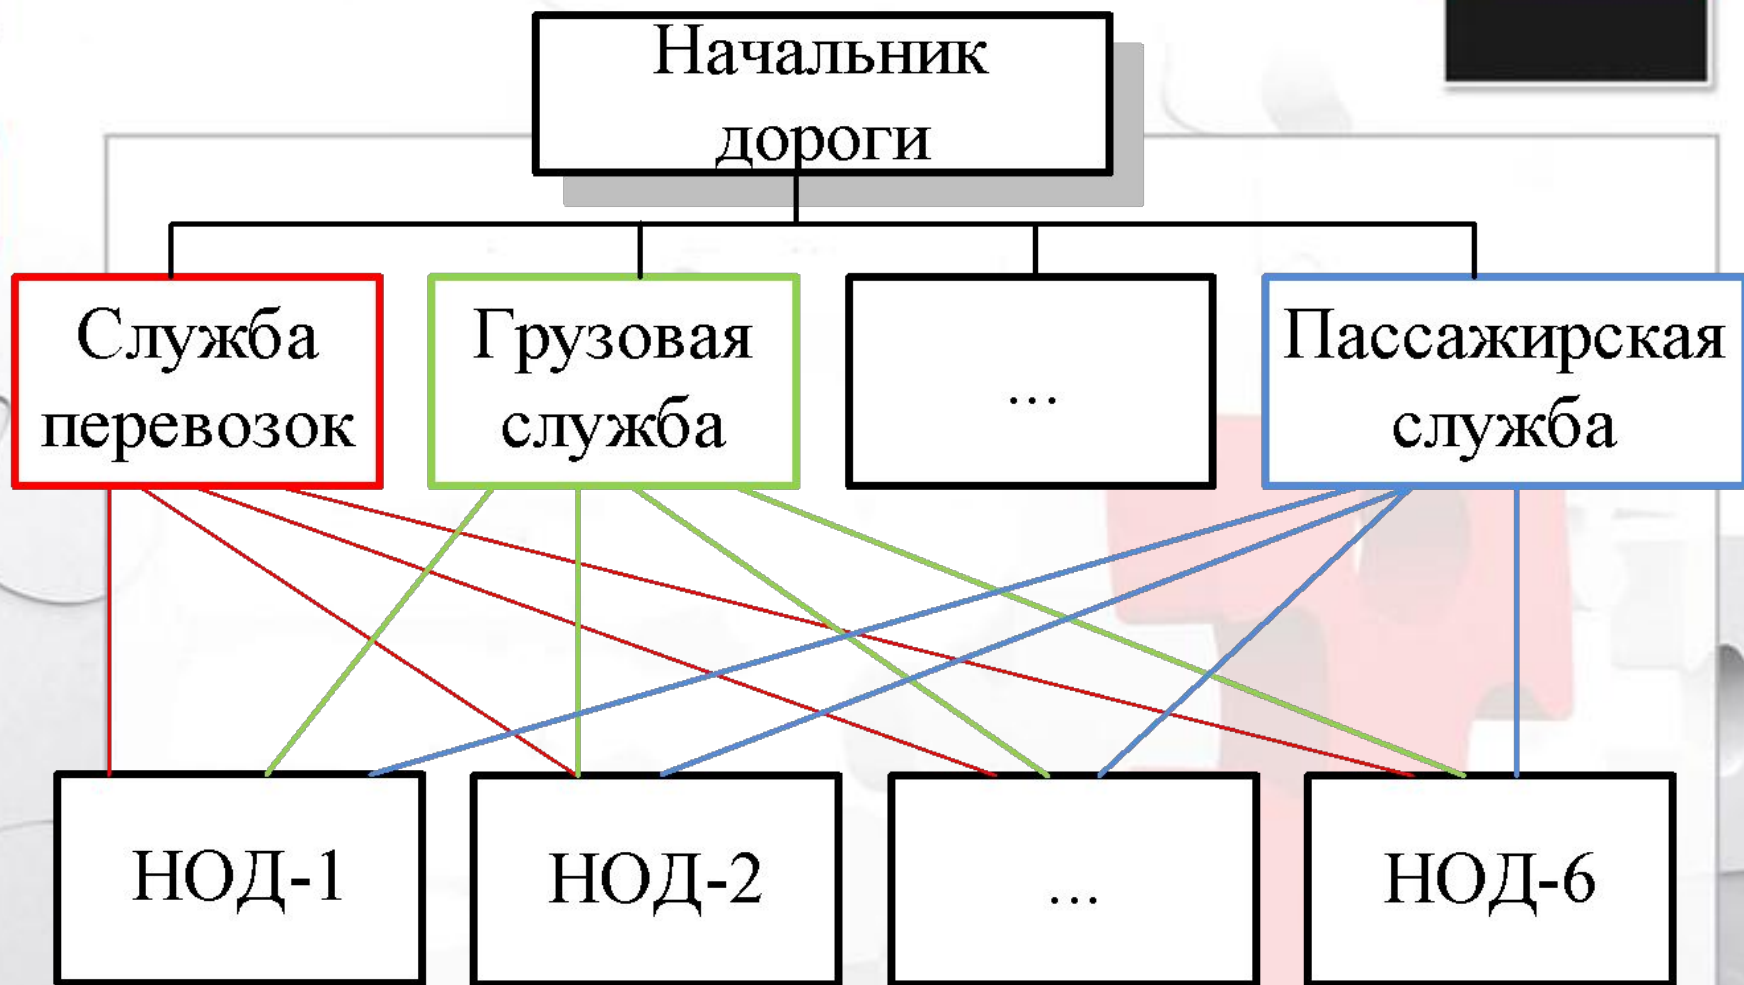 Начальник
дороги
Служба
перевозок
Грузовая
служба
...
Пассажирская
служба
НОД-1
НОД-2
...
НОД-6